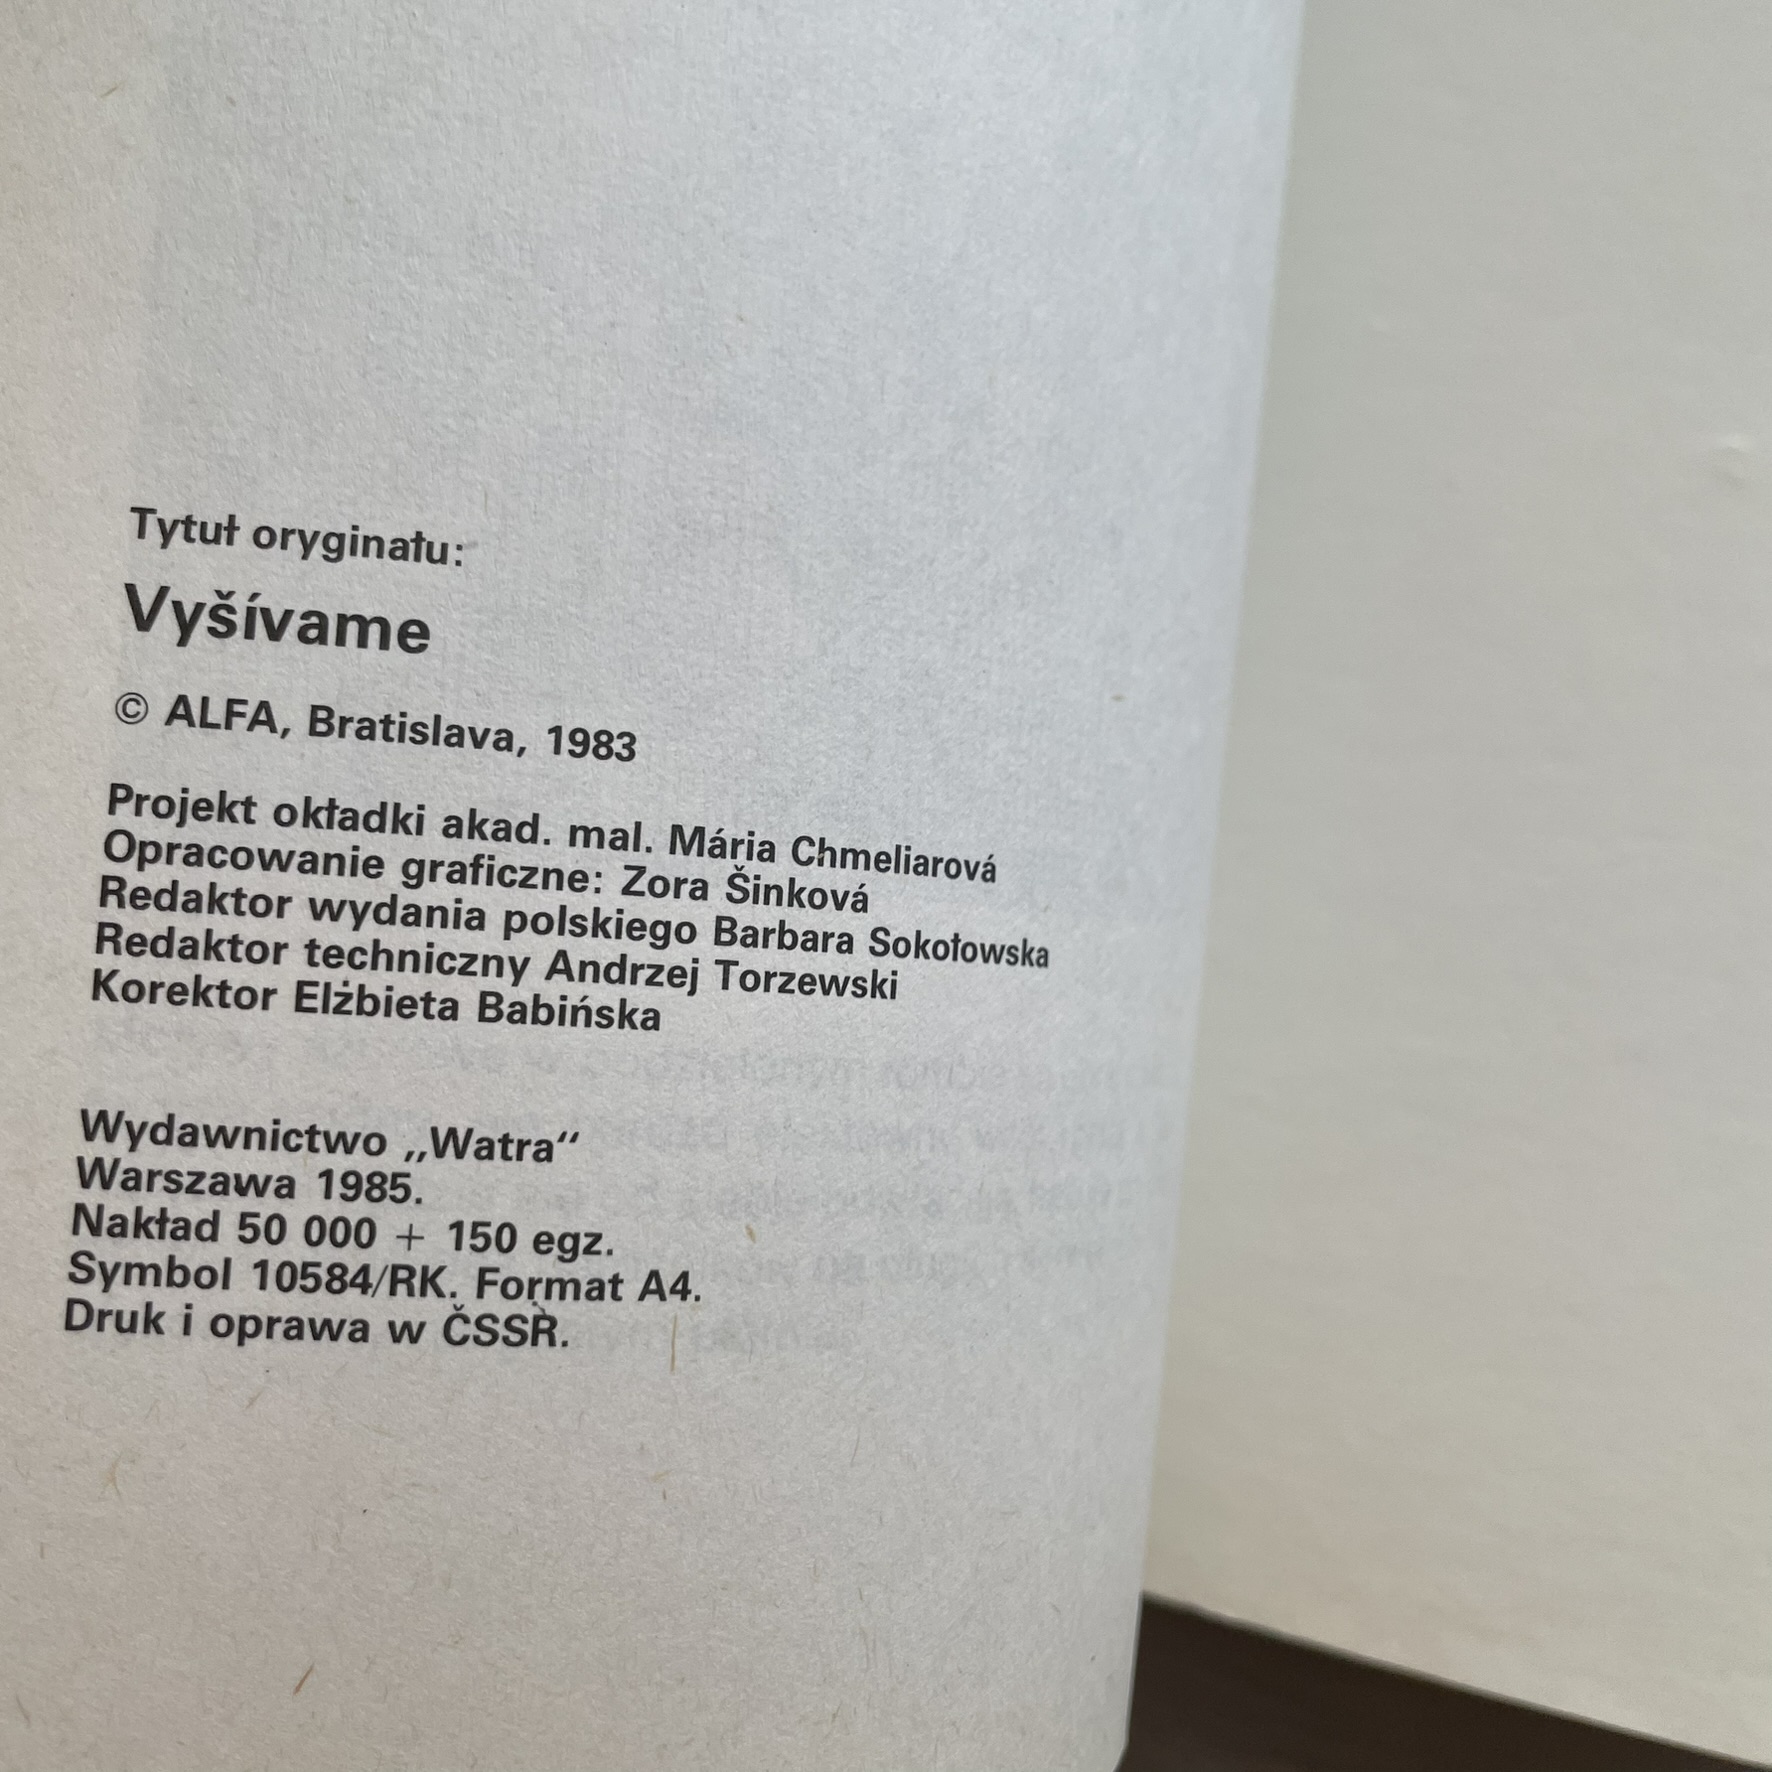 Tytuł oryginału:
Vyšívame
© ALFA, Bratislava, 1983
Projekt okładki akad. mal. Mária Chmeliarová
Opracowanie graficzne: Zora Šinková
Redaktor wydania polskiego Barbara Sokołowska
Redaktor techniczny Andrzej Torzewski
Korektor Elżbieta Babińska
Wydawnictwo „Watra“
Warszawa 1985.
Nakład 50 000 + 150 egz.
Symbol 10584/RK. Format A4.
Druk i oprawa w ČSSR.